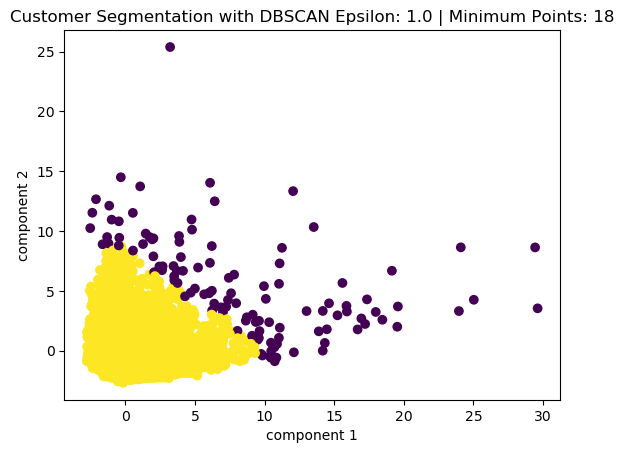 Customer Segmentation with DBSCAN Epsilon: 1.0 | Minimum Points: 18
25
20
15
10
5
0
component 2
0 5 10 15 20 25 30
component 1